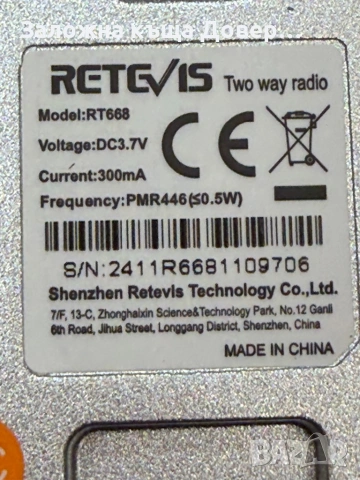 Заложна къща Довер...
RETEVIS Two way radio
Model:RT668
Voltage:DC3.7V
Current:300mA
Frequency:PMR446(≤0.5W)
CE
S/N:2411R6681109706
Shenzhen Retevis Technology Co.,Ltd.
7/F, 13-C, Zhonghaixin Science&Technology Park, No.12 Ganli
6th Road, Jihua Street, Longgang District, Shenzhen, China
MADE IN CHINA
BAZAR